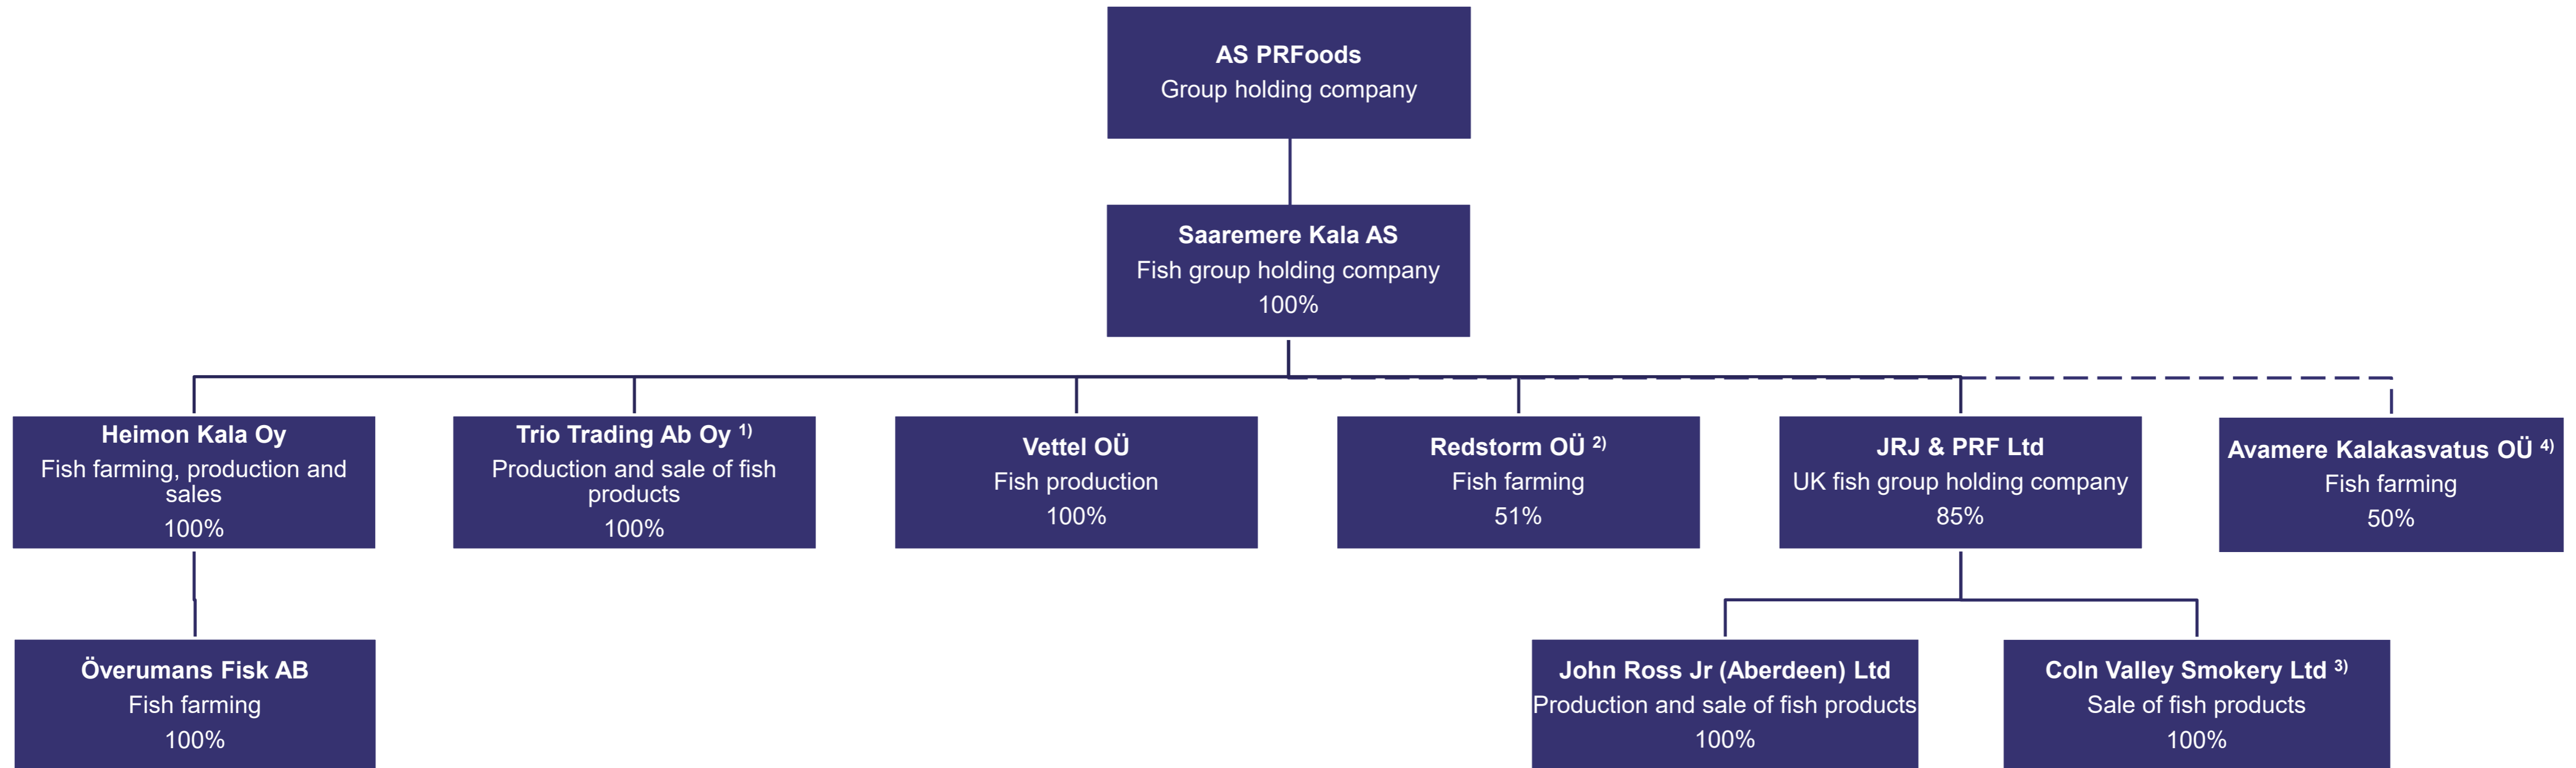 AS PRFoods
Group holding company
Saaremere Kala AS
Fish group holding company
100%
Heimon Kala Oy
Fish farming, production and
sales
100%
Trio Trading Ab Oy 1)
Production and sale of fish
products
100%
Vettel OÜ
Fish production
100%
Redstorm OÜ 2)
Fish farming
51%
JRJ & PRF Ltd
UK fish group holding company
85%
Avamere Kalakasvatus OÜ 4)
Fish farming
50%
Överumans Fisk AB
Fish farming
100%
John Ross Jr (Aberdeen) Ltd
Production and sale of fish products
100%
Coln Valley Smokery Ltd 3)
Sale of fish products
100%